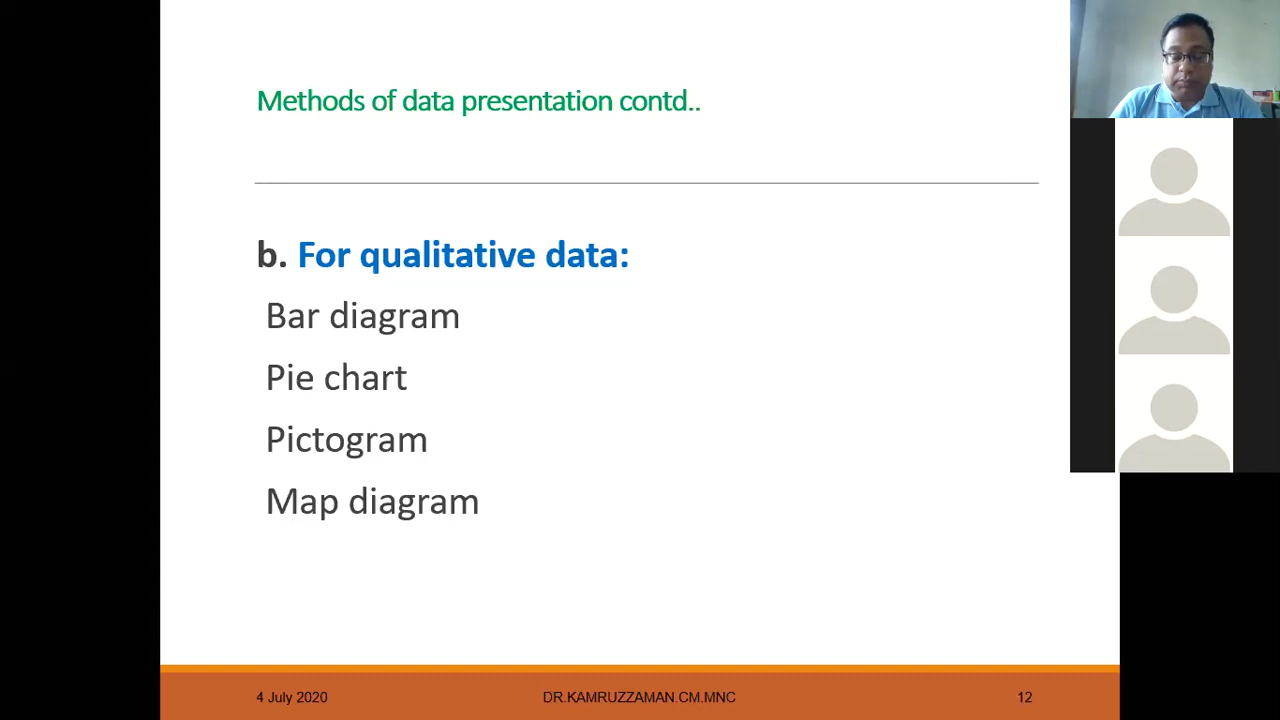 Methods of data presentation contd..
b. For qualitative data:
Bar diagram
Pie chart
Pictogram
Map diagram
4 July 2020
DR.KAMRUZZAMAN.CM.MNC
12